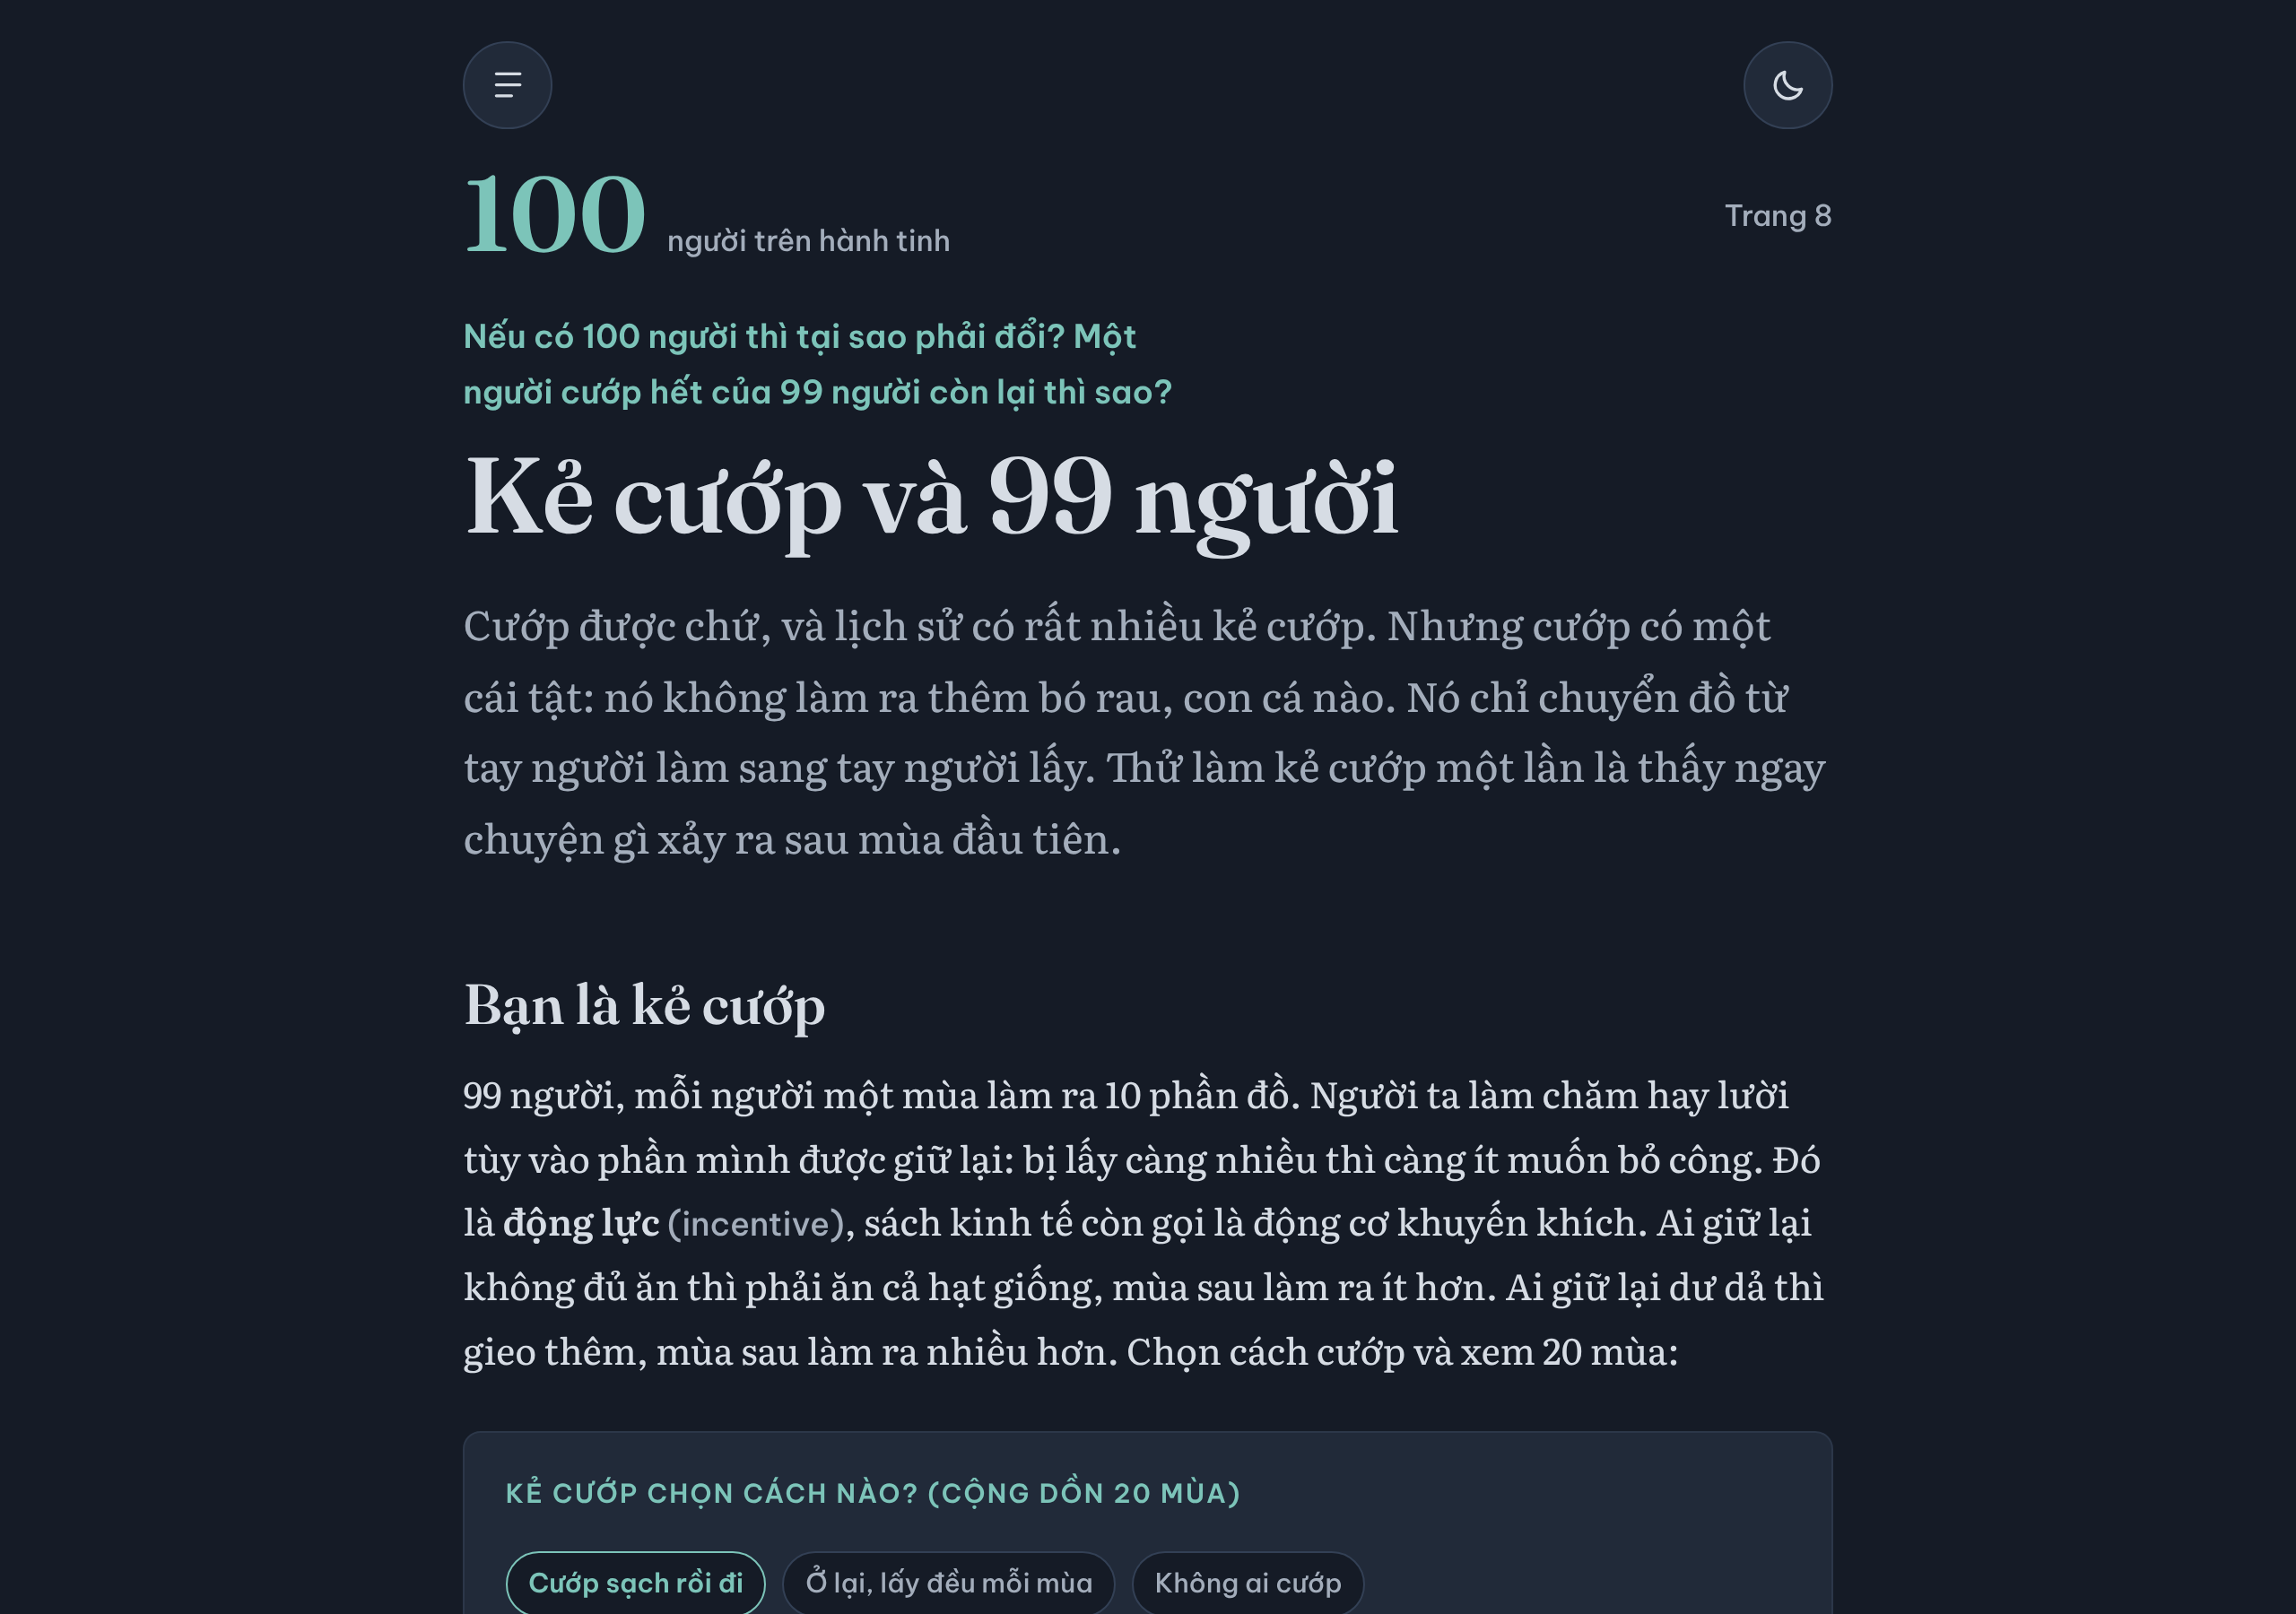 100 người trên hành tinh
Trang 8
Nếu có 100 người thì tại sao phải đổi? Một
người cướp hết của 99 người còn lại thì sao?
Kẻ cướp và 99 người
Cướp được chứ, và lịch sử có rất nhiều kẻ cướp. Nhưng cướp có một
cái tật: nó không làm ra thêm bó rau, con cá nào. Nó chỉ chuyển đồ từ
tay người làm sang tay người lấy. Thử làm kẻ cướp một lần là thấy ngay
chuyện gì xảy ra sau mùa đầu tiên.
Bạn là kẻ cướp
99 người, mỗi người một mùa làm ra 10 phần đồ. Người ta làm chăm hay lười
tùy vào phần mình được giữ lại: bị lấy càng nhiều thì càng ít muốn bỏ công. Đó
là động lực (incentive), sách kinh tế còn gọi là động cơ khuyến khích. Ai giữ lại
không đủ ăn thì phải ăn cả hạt giống, mùa sau làm ra ít hơn. Ai giữ lại dư dả thì
gieo thêm, mùa sau làm ra nhiều hơn. Chọn cách cướp và xem 20 mùa:
KẺ CƯỚP CHỌN CÁCH NÀO? (CỘNG DỒN 20 MÙA)
Cướp sạch rồi đi
Ở lại, lấy đều mỗi mùa
Không ai cướp